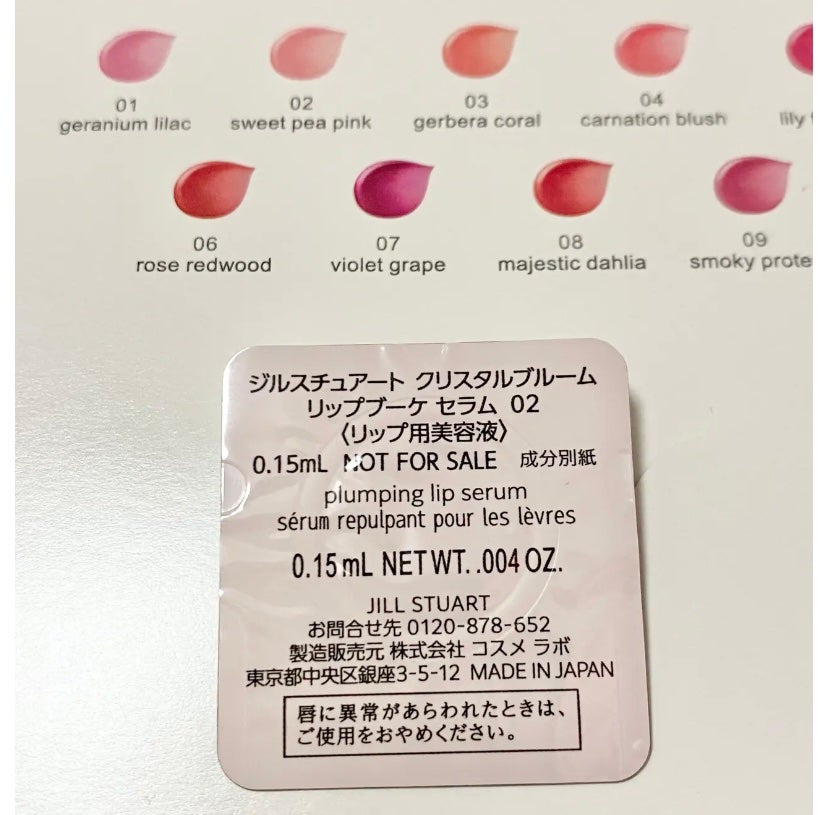 01
geranium lilac
02
sweet pea pink
03
gerbera coral
04
carnation blush
lily
06
rose redwood
07
violet grape
08
majestic dahlia
09
smoky prote
ジルスチュアート クリスタルブルーム
リップブーケ セラム 02
〈リップ用美容液〉
0.15mL NOT FOR SALE 成分別紙
plumping lip serum
sérum repulpant pour les lèvres
0.15mL NET WT. .004 OZ.
JILL STUART
お問合せ先 0120-878-652
製造販売元 株式会社 コスメ ラボ
東京都中央区銀座3-5-12 MADE IN JAPAN
唇に異常があらわれたときは、
ご使用をおやめください。